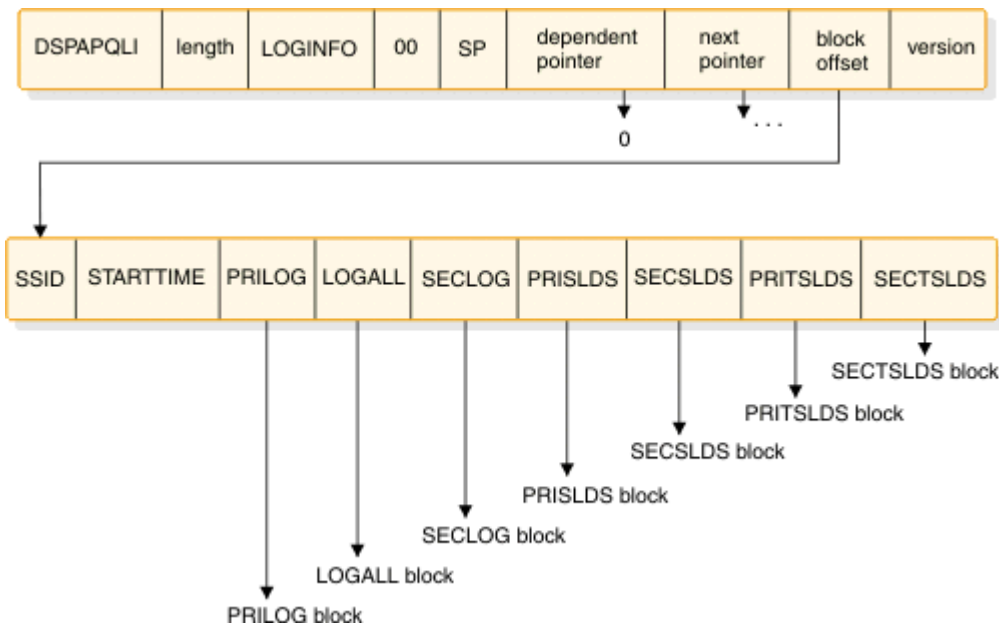 DSPAPQLI length LOGINFO 00 SP dependent pointer next pointer block offset version
0 . . .
SSID STARTTIME PRILOG LOGALL SECLOG PRISLDS SECSLDS PRITSLDS SECTSLDS
SECTSLDS block
PRITSLDS block
SECSLDS block
PRISLDS block
SECLOG block
LOGALL block
PRILOG block